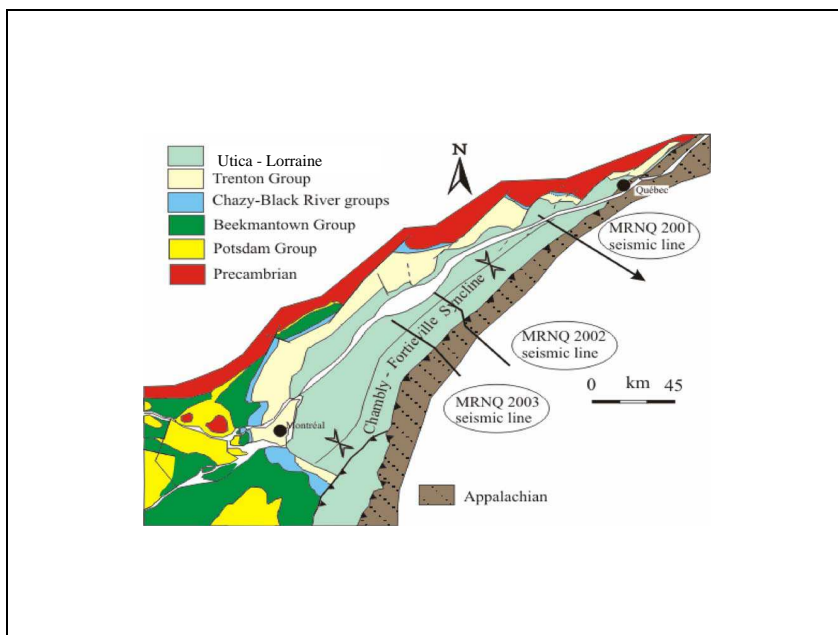 Utica - Lorraine
Trenton Group
Chazy-Black River groups
Beekmantown Group
Potsdam Group
Precambrian
N
Québec
MRNQ 2001
seismic line
Chambly - Fortierville Syncline
MRNQ 2002
seismic line
MRNQ 2003
seismic line
0 km 45
Montréal
Appalachian